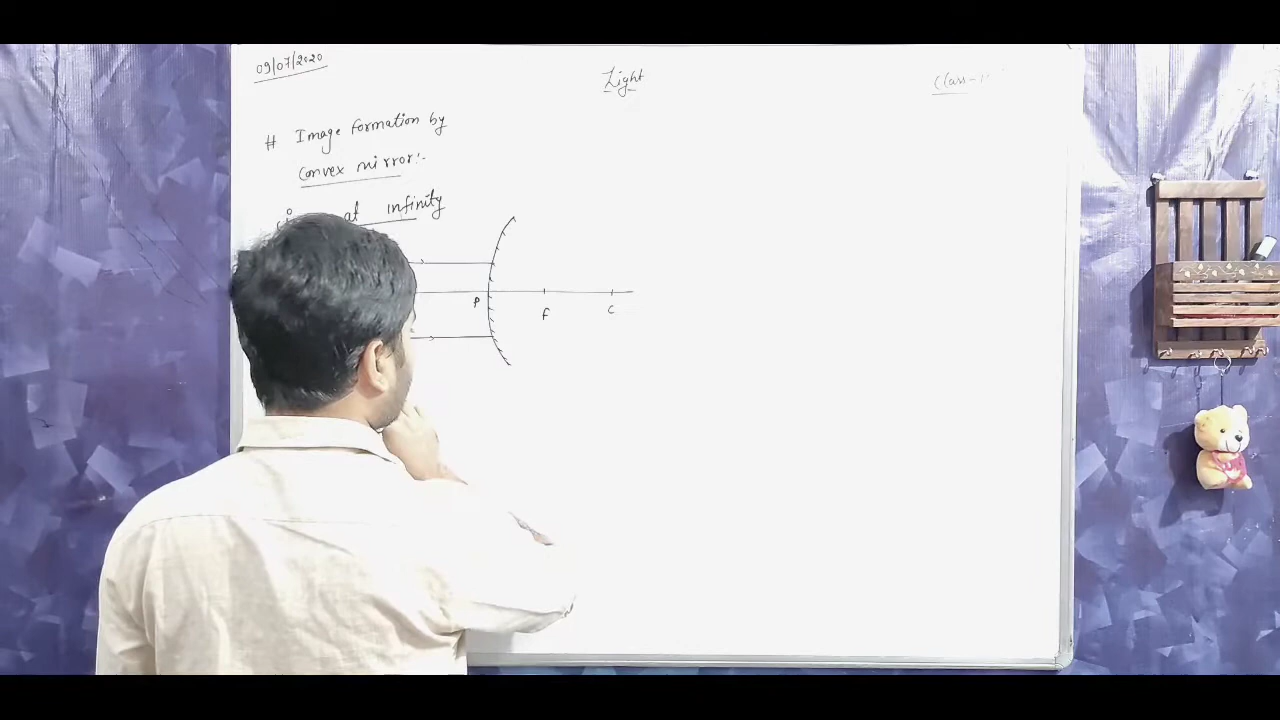 09/07/2020
Light
# Image formation by
Convex mirror:-
at infinity
P
F
C